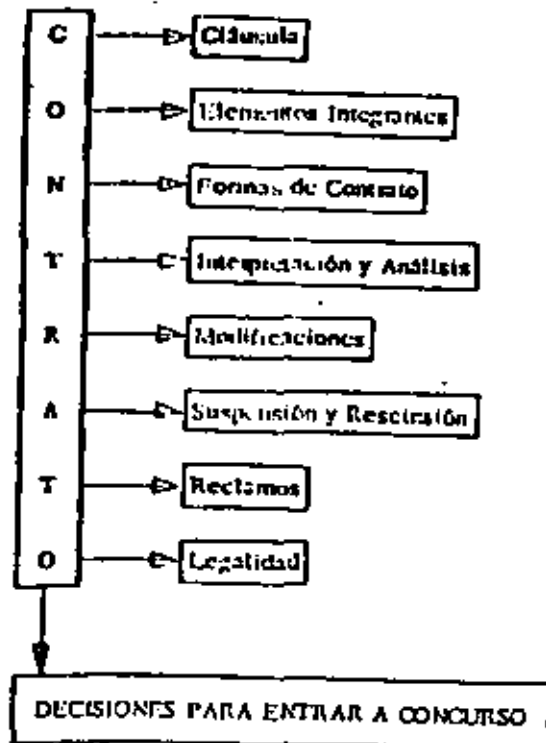 C
Cláusula
O
Elementos Integrantes
N
Formas de Contrato
T
Interpretación y Análisis
R
Modificaciones
A
Suspensión y Rescisión
T
Reclamos
O
Legalidad
DECISIONES PARA ENTRAR A CONCURSO